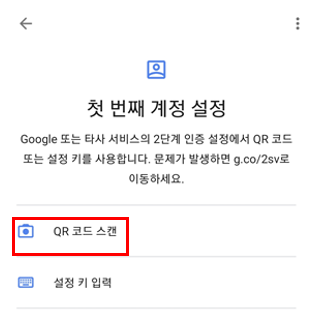 첫 번째 계정 설정
Google 또는 타사 서비스의 2단계 인증 설정에서 QR 코드
또는 설정 키를 사용합니다. 문제가 발생하면 g.co/2sv로
이동하세요.
QR 코드 스캔
설정 키 입력